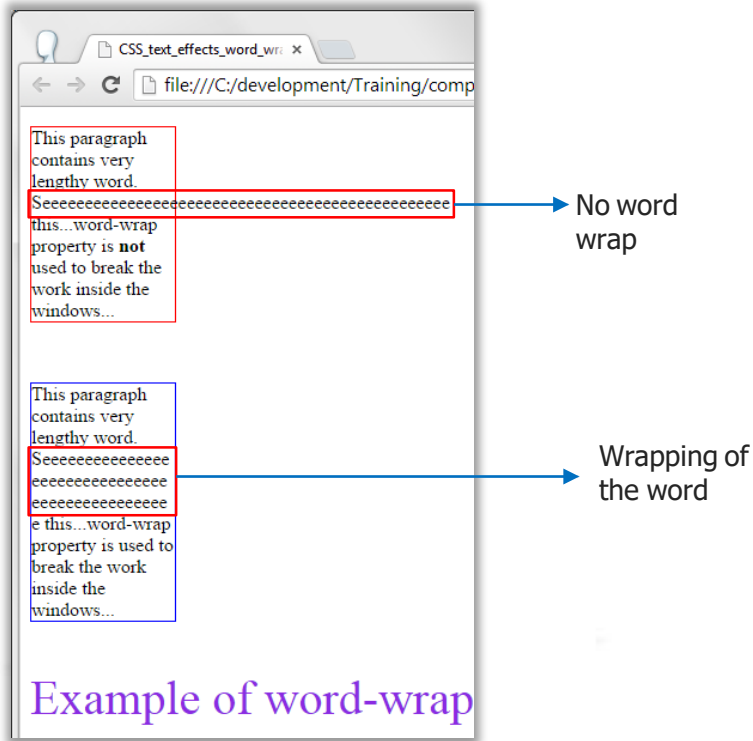 CSS_text_effects_word_wra ×
file:///C:/development/Training/comp
This paragraph
contains very
lengthy word.
Seeeeeeeeeeeeeeeeeeeeeeeeeeeeeeeeeeeeeeeeeeeeeeee
this...word-wrap
property is not
used to break the
work inside the
windows...
No word
wrap
This paragraph
contains very
lengthy word.
Seeeeeeeeeeeeeee
eeeeeeeeeeeeeeee
eeeeeeeeeeeeeeee
e this...word-wrap
property is used to
break the work
inside the
windows...
Wrapping of
the word
Example of word-wrap